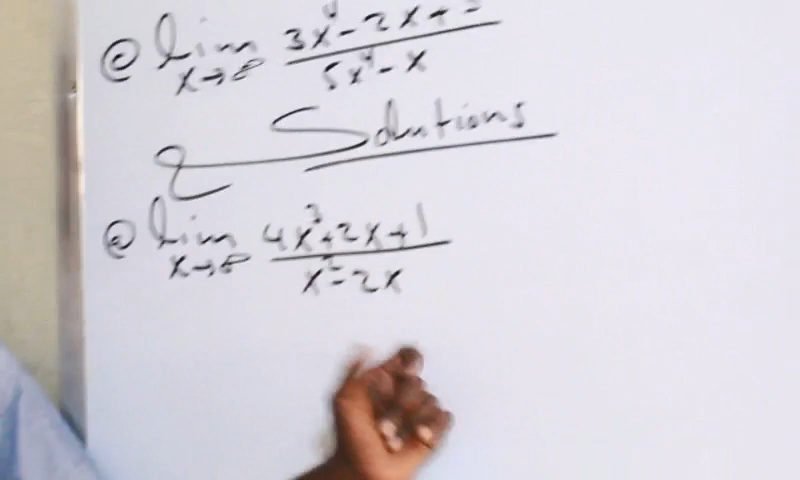 @ lim x→∞ 3x⁴ - 2x +
5x⁴ - x
Solutions
@ lim x→∞ 4x³ + 2x + 1
x² - 2x